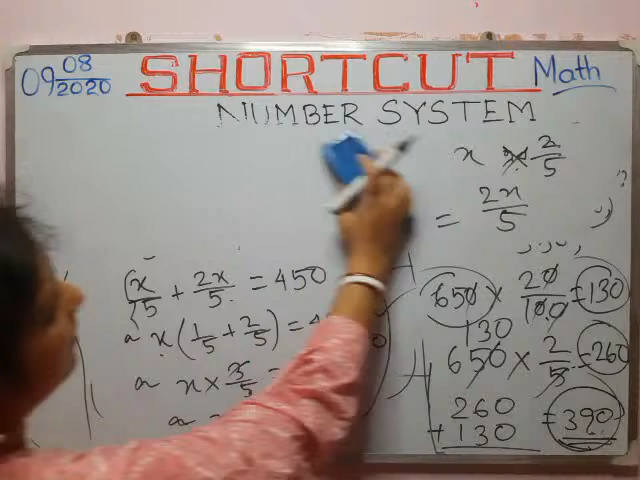 09 08/2020 SHORTCUT Math
NUMBER SYSTEM
x × 2/5
= 2x/5
x/5 + 2x/5 = 450
a x(1/5 + 2/5) = 4
a x × 3/5 =
a
650 × 20/100 = 130
130
650 × 2/5 = 260
260
+130 = 390